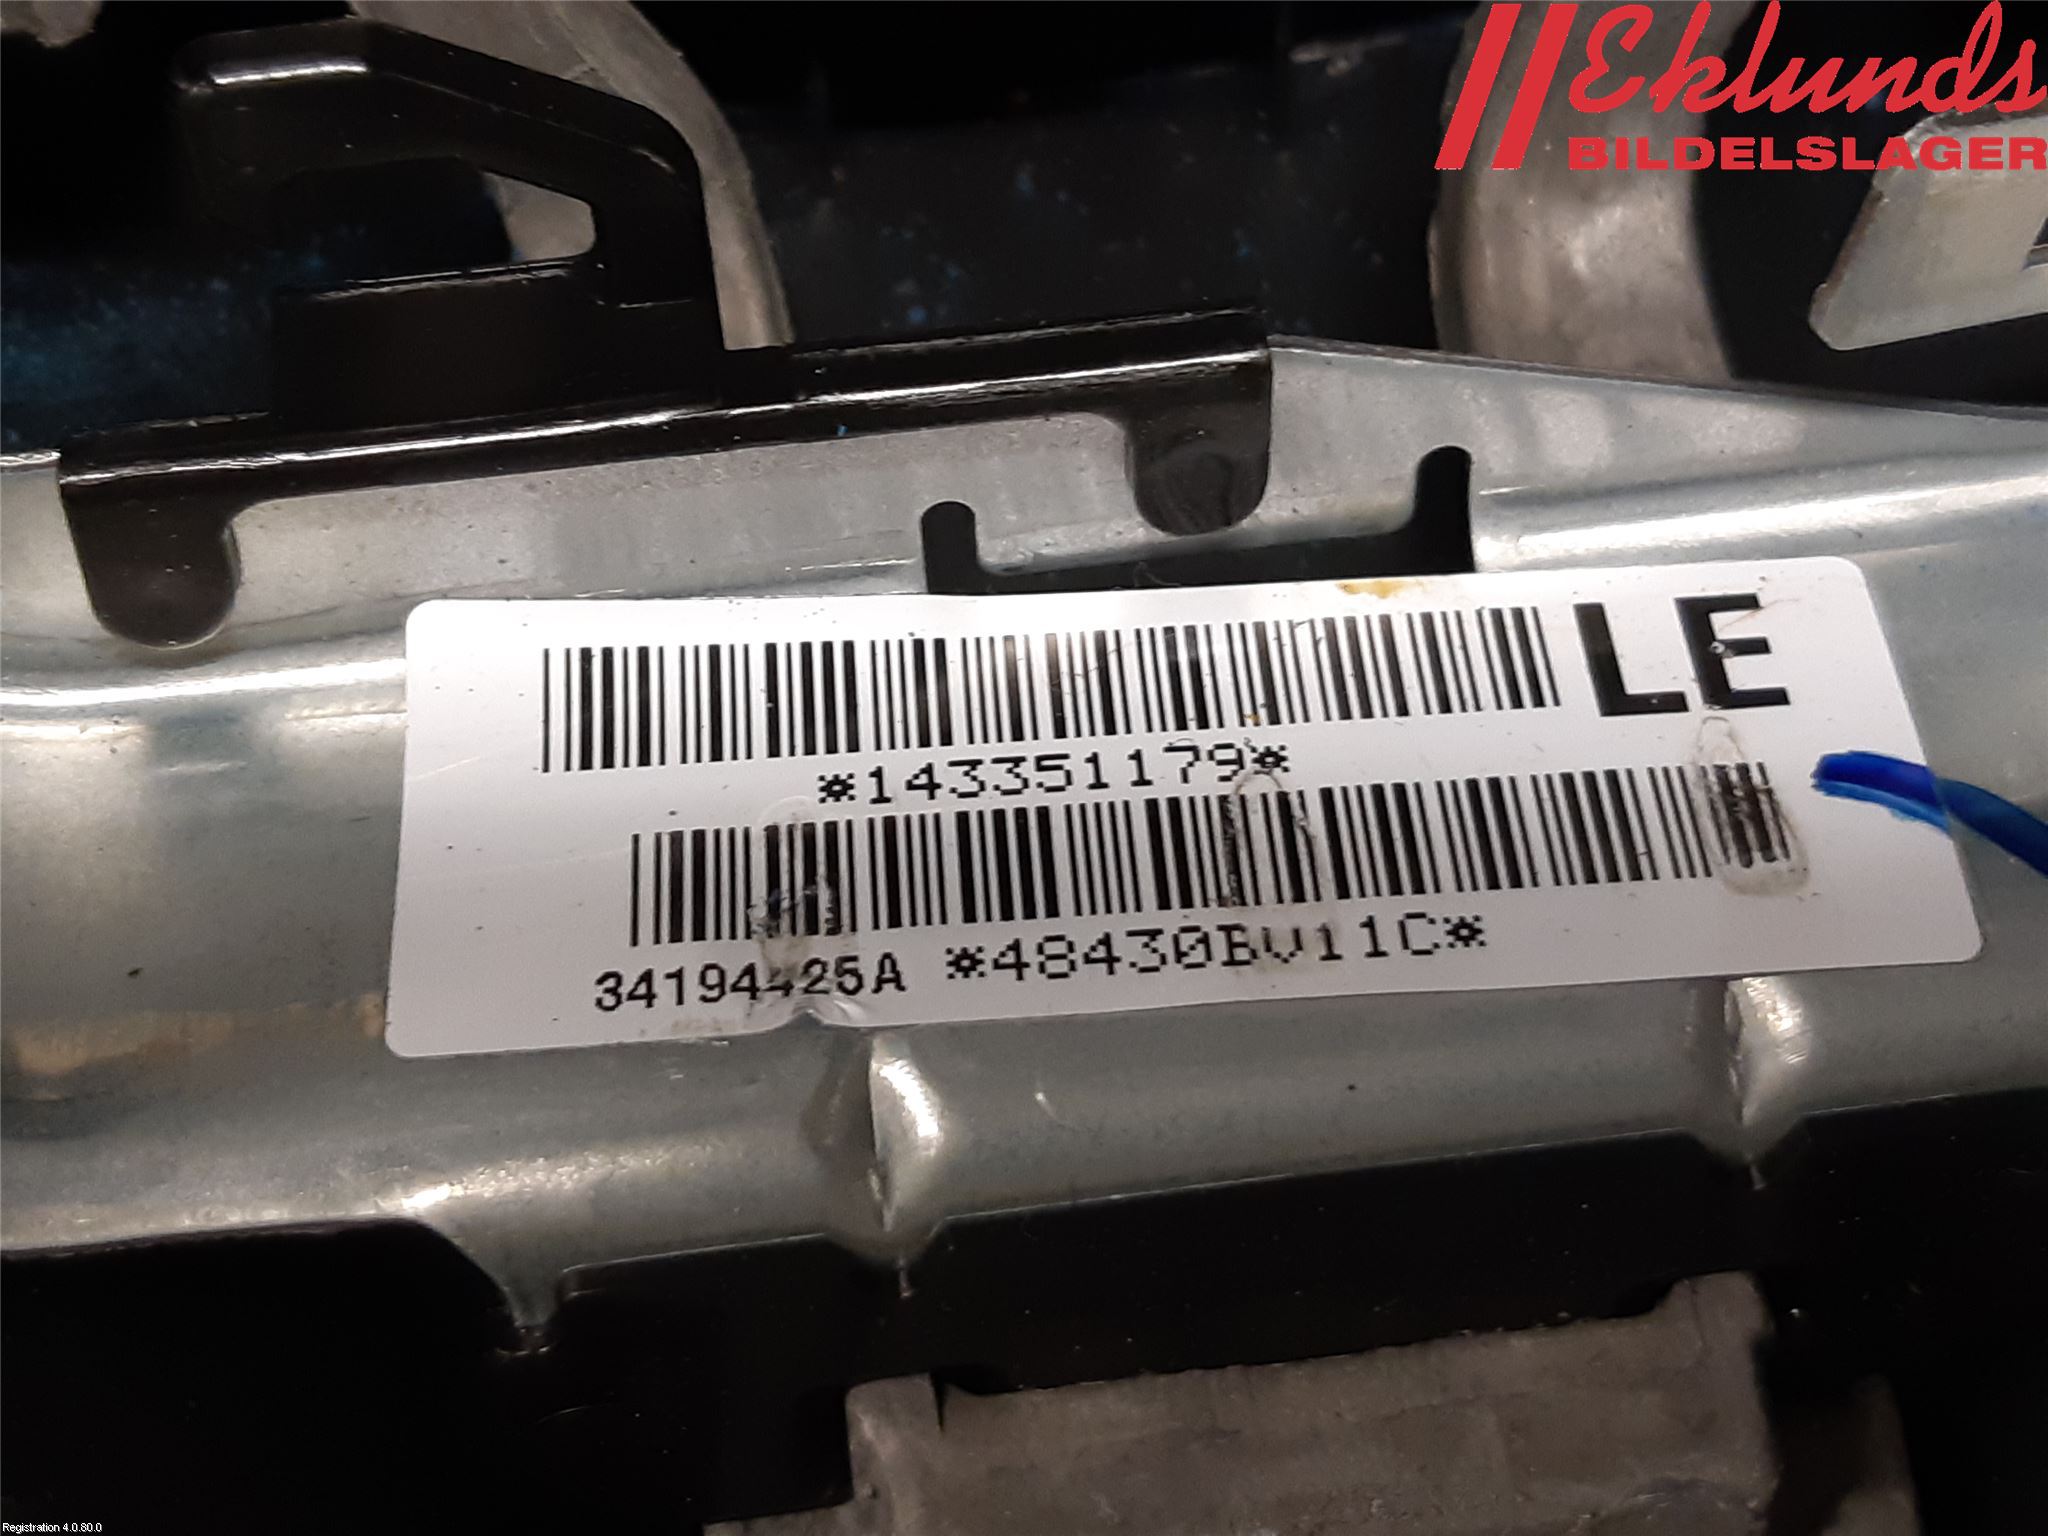 Eklunds
BILDELSLAGER
LE
*143351179*
34194425A *48430BV11C*
Registration 4.0.80.0